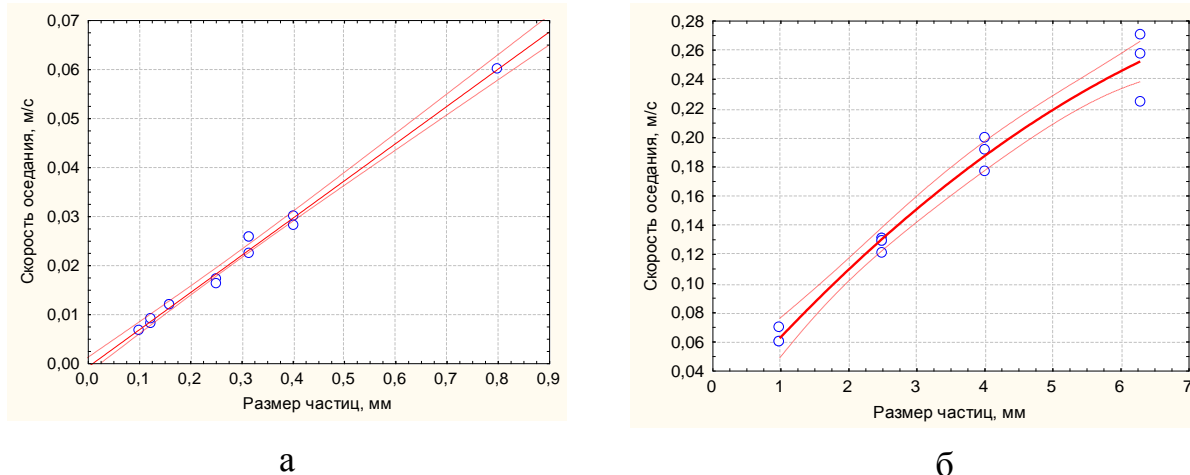 0,07
0,06
0,05
0,04
0,03
0,02
0,01
0,00
Скорость оседания, м/с
0,0 0,1 0,2 0,3 0,4 0,5 0,6 0,7 0,8 0,9
Размер частиц, мм
а
0,28
0,26
0,24
0,22
0,20
0,18
0,16
0,14
0,12
0,10
0,08
0,06
0,04
Скорость оседания, м/с
0 1 2 3 4 5 6 7
Размер частиц, мм
б